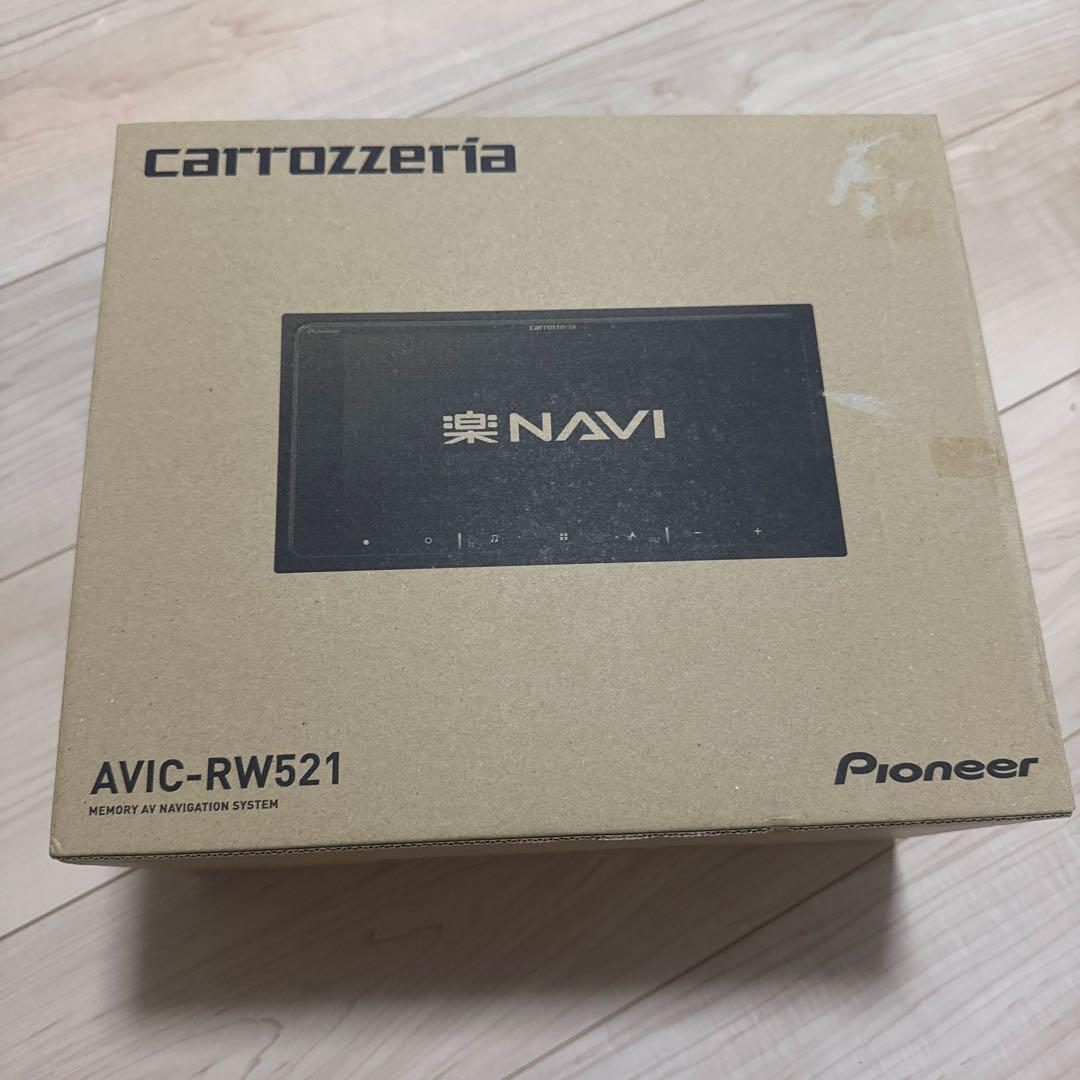 carrozzeria
carrozzeria
楽NAVI
AVIC-RW521
MEMORY AV NAVIGATION SYSTEM
Pioneer